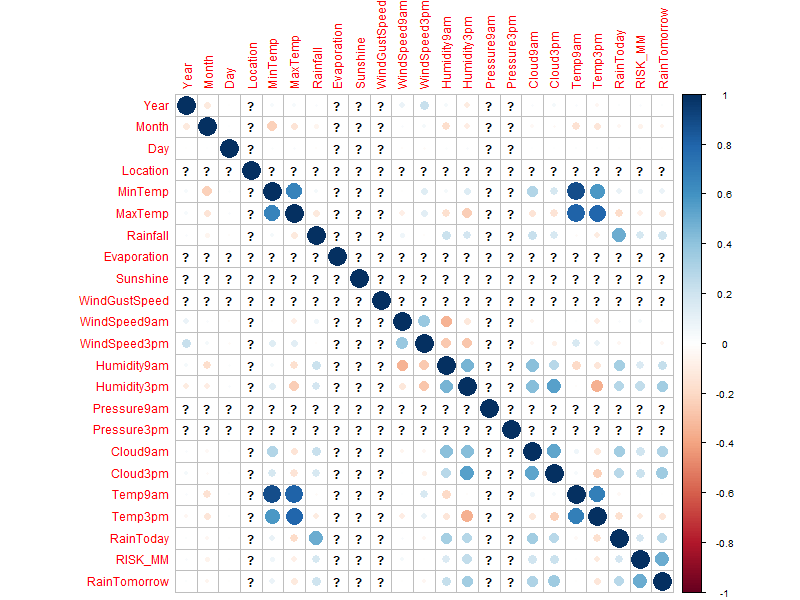 Year
Month
Day
Location
MinTemp
MaxTemp
Rainfall
Evaporation
Sunshine
WindGustSpeed
WindSpeed9am
WindSpeed3pm
Humidity9am
Humidity3pm
Pressure9am
Pressure3pm
Cloud9am
Cloud3pm
Temp9am
Temp3pm
RainToday
RISK_MM
RainTomorrow
Year ? ? ? ? ? ?
Month ? ? ? ? ? ?
Day ? ? ? ? ? ?
Location ? ? ? ? ? ? ? ? ? ? ? ? ? ? ? ? ? ? ? ? ? ?
MinTemp ? ? ? ? ? ?
MaxTemp ? ? ? ? ? ?
Rainfall ? ? ? ? ? ?
Evaporation ? ? ? ? ? ? ? ? ? ? ? ? ? ? ? ? ? ? ? ? ? ?
Sunshine ? ? ? ? ? ? ? ? ? ? ? ? ? ? ? ? ? ? ? ? ? ?
WindGustSpeed ? ? ? ? ? ? ? ? ? ? ? ? ? ? ? ? ? ? ? ? ? ?
WindSpeed9am ? ? ? ? ? ?
WindSpeed3pm ? ? ? ? ? ?
Humidity9am ? ? ? ? ? ?
Humidity3pm ? ? ? ? ? ?
Pressure9am ? ? ? ? ? ? ? ? ? ? ? ? ? ? ? ? ? ? ? ? ? ?
Pressure3pm ? ? ? ? ? ? ? ? ? ? ? ? ? ? ? ? ? ? ? ? ? ?
Cloud9am ? ? ? ? ? ?
Cloud3pm ? ? ? ? ? ?
Temp9am ? ? ? ? ? ?
Temp3pm ? ? ? ? ? ?
RainToday ? ? ? ? ? ?
RISK_MM ? ? ? ? ? ?
RainTomorrow ? ? ? ? ? ?
1
0.8
0.6
0.4
0.2
0
-0.2
-0.4
-0.6
-0.8
-1